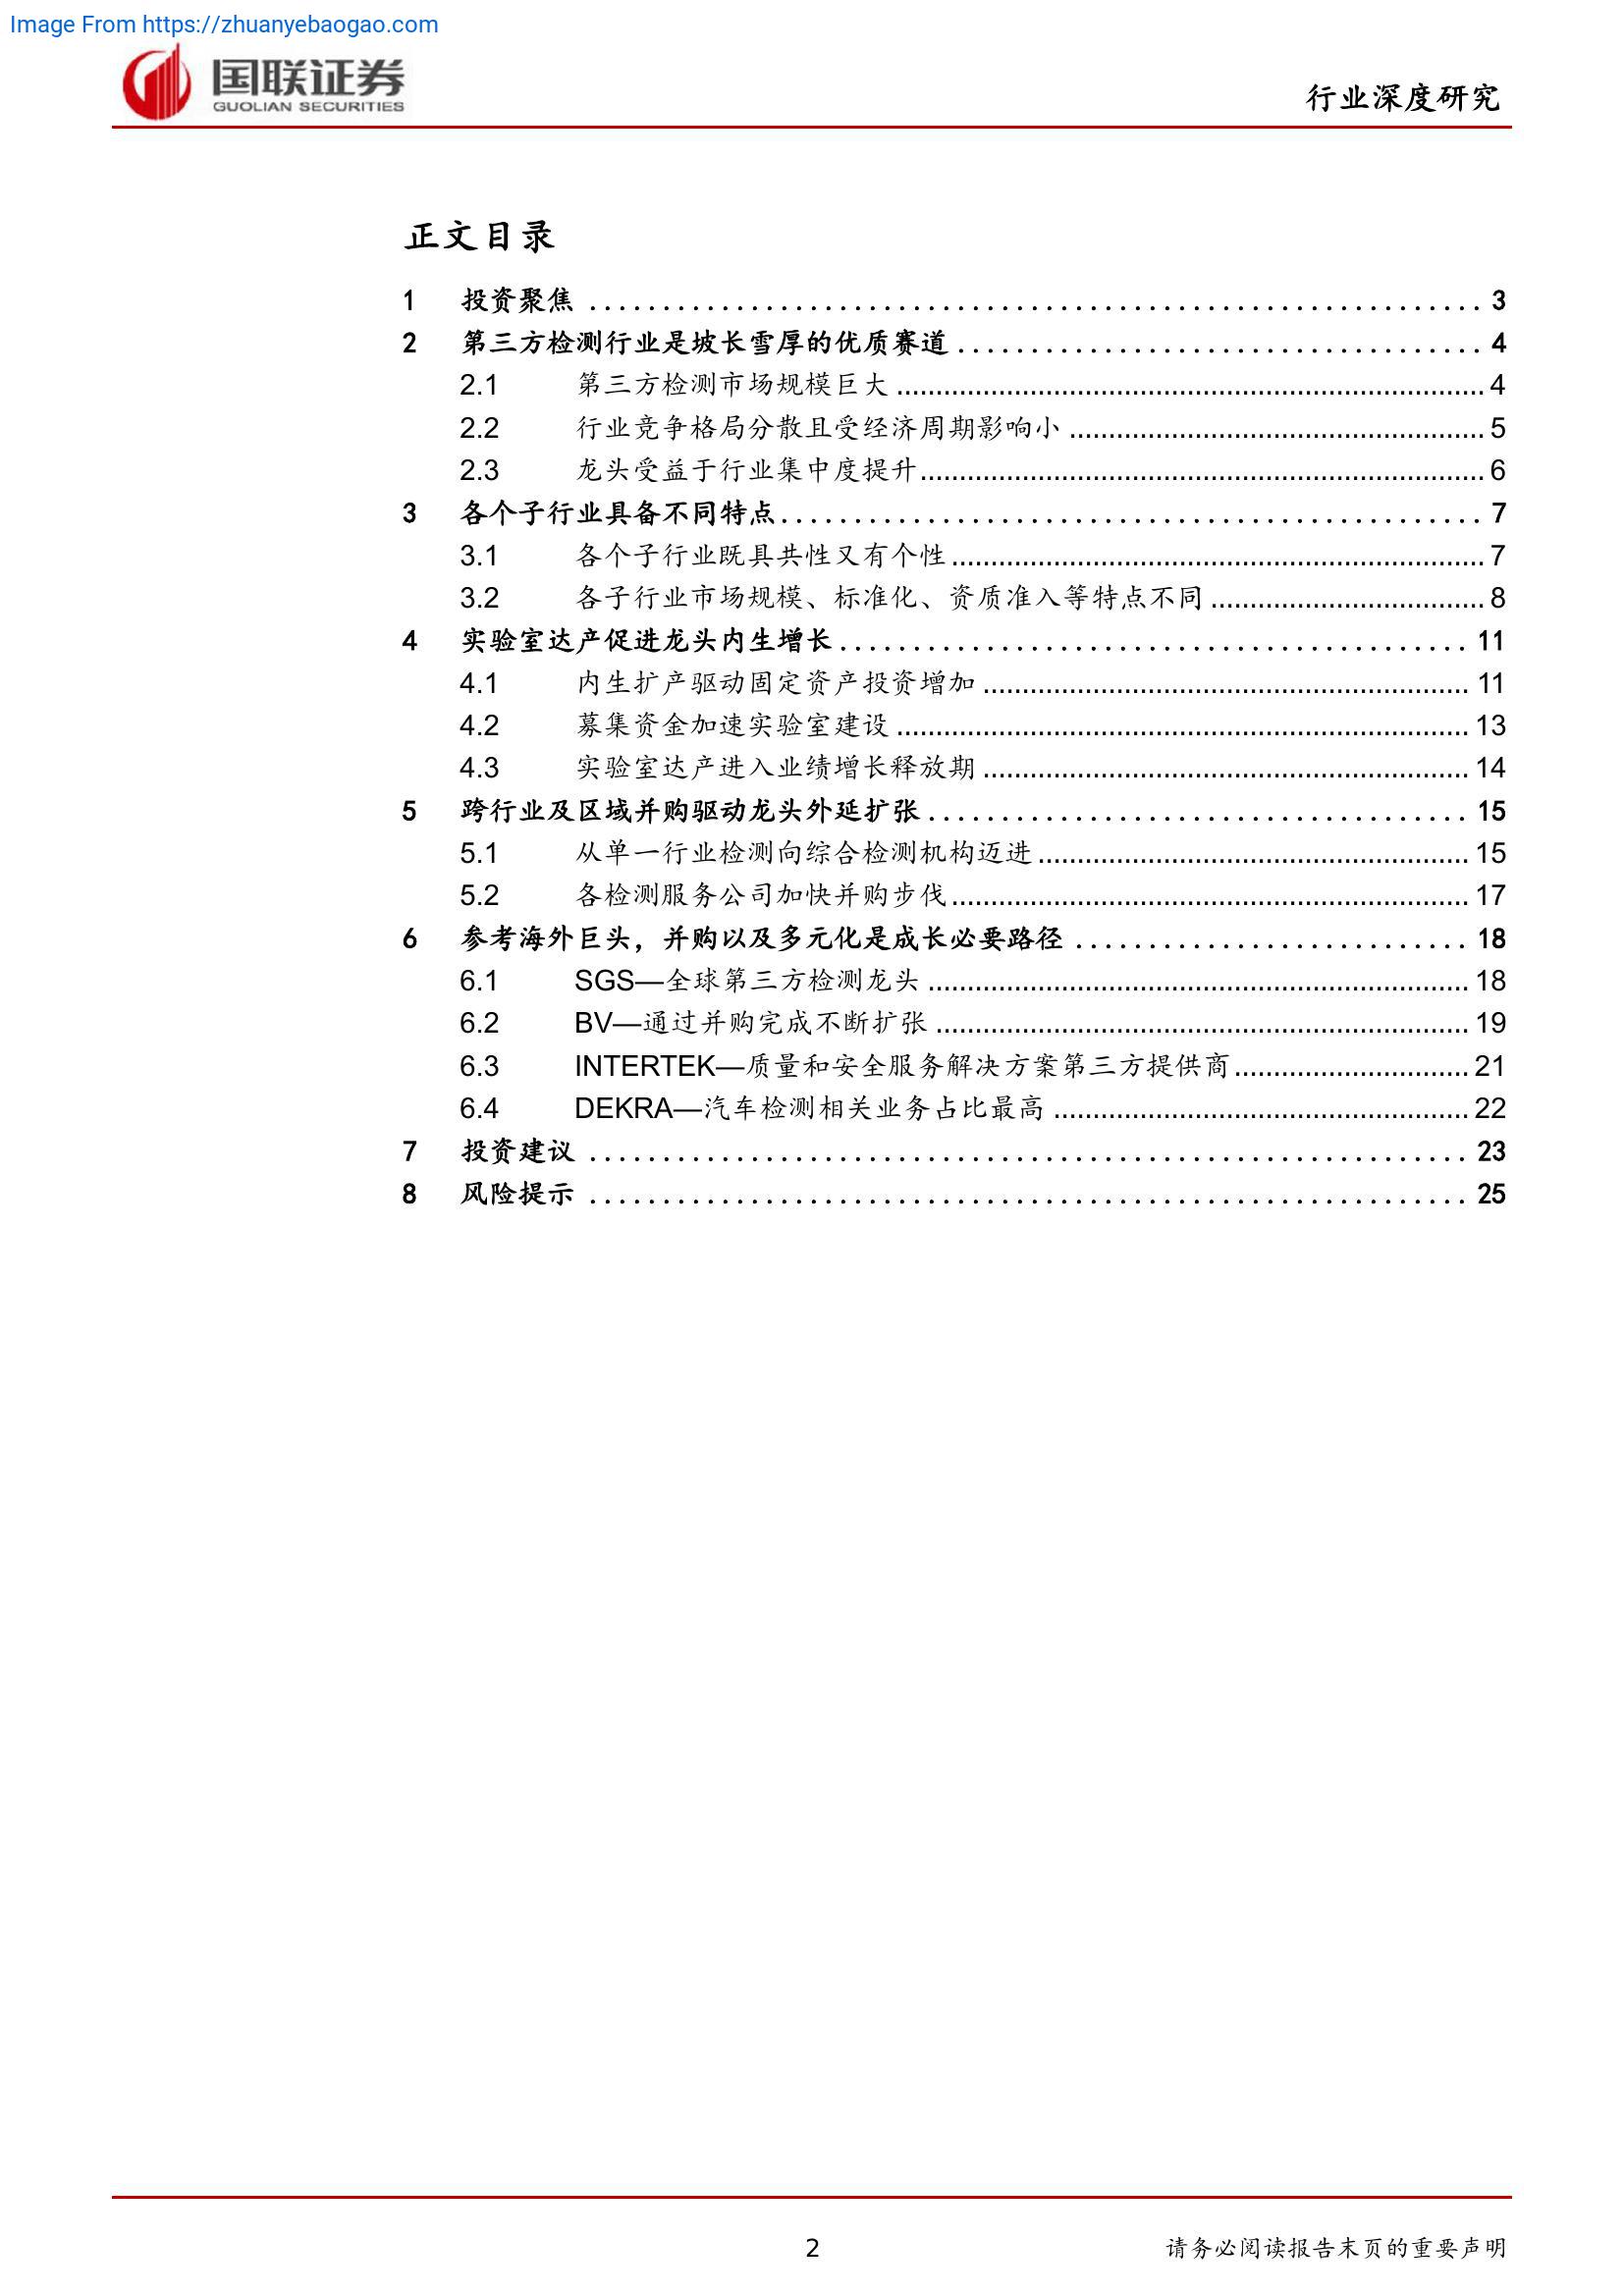 Image From https://zhuanyebaogao.com
国联证券
GUOLIAN SECURITIES
行业深度研究
正文目录
1 投资聚焦 ............................................................ 3
2 第三方检测行业是坡长雪厚的优质赛道 .................................... 4
2.1 第三方检测市场规模巨大 ............................................................ 4
2.2 行业竞争格局分散且受经济周期影响小 ............................................ 5
2.3 龙头受益于行业集中度提升 ............................................................ 6
3 各个子行业具备不同特点 ................................................ 7
3.1 各个子行业既具共性又有个性 ........................................................ 7
3.2 各子行业市场规模、标准化、资质准入等特点不同 ............................ 8
4 实验室达产促进龙头内生增长 ............................................ 11
4.1 内生扩产驱动固定资产投资增加 .................................................... 11
4.2 募集资金加速实验室建设 ............................................................ 13
4.3 实验室达产进入业绩增长释放期 .................................................... 14
5 跨行业及区域并购驱动龙头外延扩张 ...................................... 15
5.1 从单一行业检测向综合检测机构迈进 .............................................. 15
5.2 各检测服务公司加快并购步伐 ........................................................ 17
6 参考海外巨头，并购以及多元化是成长必要路径 ............................ 18
6.1 SGS—全球第三方检测龙头 .......................................................... 18
6.2 BV—通过并购完成不断扩张 .......................................................... 19
6.3 INTERTEK—质量和安全服务解决方案第三方提供商 .......................... 21
6.4 DEKRA—汽车检测相关业务占比最高 .............................................. 22
7 投资建议 ............................................................ 23
8 风险提示 ............................................................ 25
2
请务必阅读报告末页的重要声明